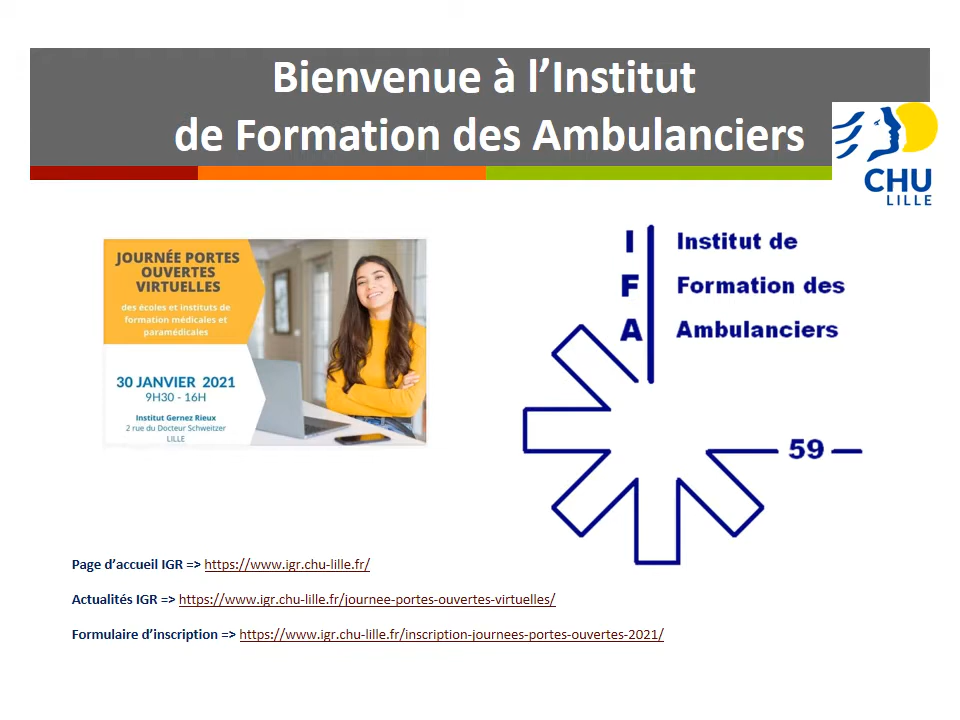 Bienvenue à l’Institut
de Formation des Ambulanciers
CHU
LILLE
JOURNÉE PORTES
OUVERTES
VIRTUELLES
des écoles et instituts de
formation médicales et
paramédicales
30 JANVIER 2021
9H30 - 16H
Institut Gernez Rieux
2 rue du Docteur Schweitzer
LILLE
I Institut de
F Formation des
A Ambulanciers
59
Page d’accueil IGR => https://www.igr.chu-lille.fr/
Actualités IGR => https://www.igr.chu-lille.fr/journee-portes-ouvertes-virtuelles/
Formulaire d’inscription => https://www.igr.chu-lille.fr/inscription-journees-portes-ouvertes-2021/